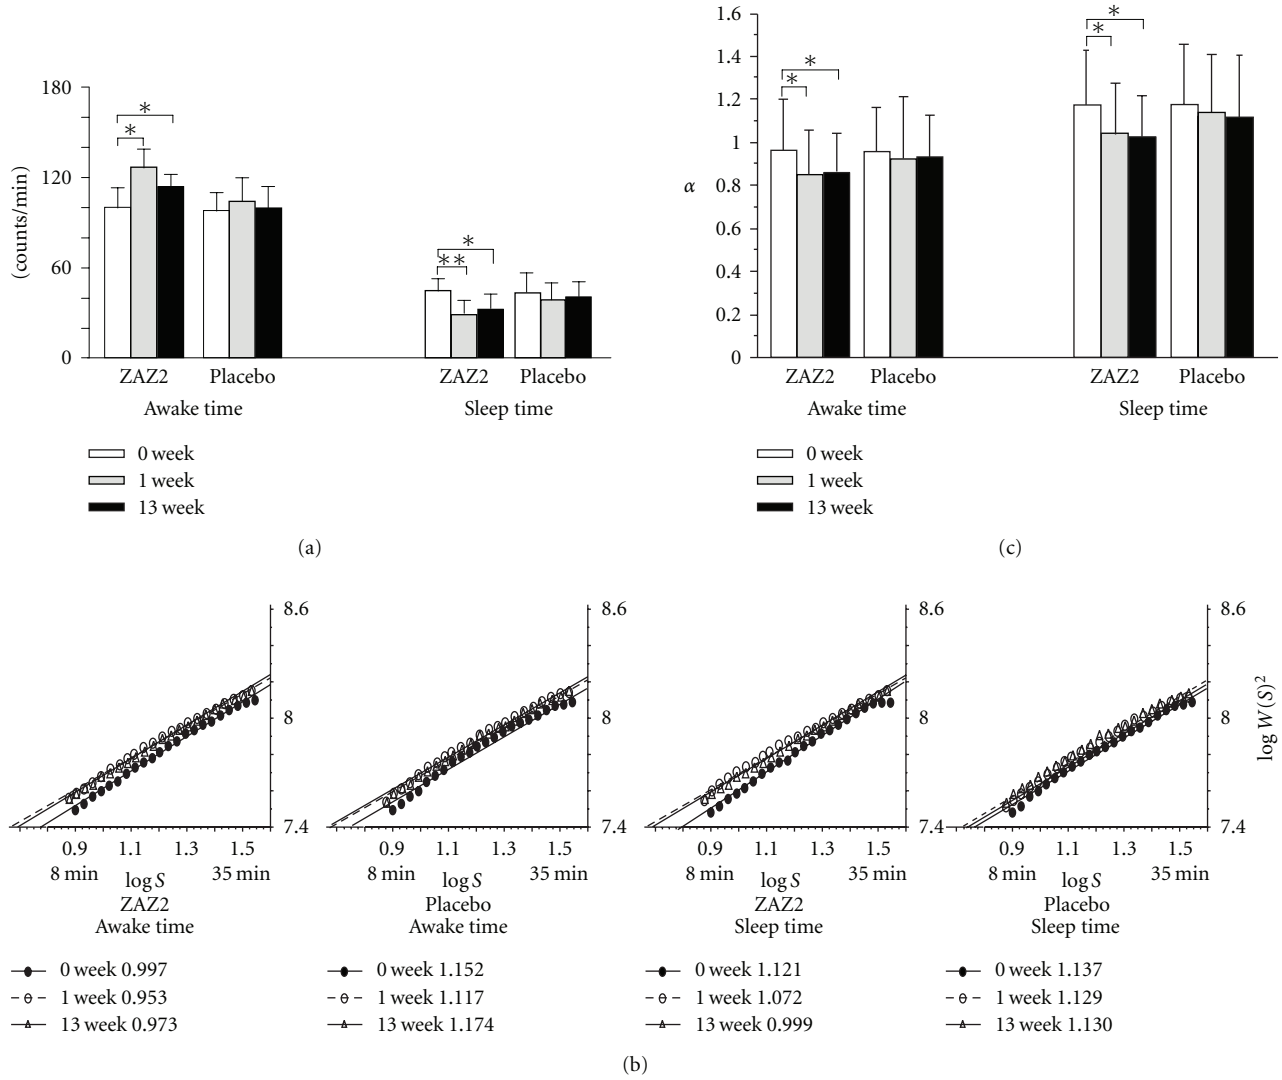 180
120
60
0
(counts/min)
*
*
**
*
ZAZ2 Placebo ZAZ2 Placebo
Awake time Sleep time
0 week
1 week
13 week
(a)
1.6
1.4
1.2
1
0.8
0.6
0.4
0.2
0
α
*
*
*
*
ZAZ2 Placebo ZAZ2 Placebo
Awake time Sleep time
0 week
1 week
13 week
(c)
8.6
8
7.4
0.9 1.1 1.3 1.5
8 min log S 35 min
ZAZ2
Awake time
0 week 0.997
1 week 0.953
13 week 0.973
8.6
8
7.4
0.9 1.1 1.3 1.5
8 min log S 35 min
Placebo
Awake time
0 week 1.152
1 week 1.117
13 week 1.174
8.6
8
7.4
0.9 1.1 1.3 1.5
8 min log S 35 min
ZAZ2
Sleep time
0 week 1.121
1 week 1.072
13 week 0.999
8.6
8
7.4
log W(S)²
0.9 1.1 1.3 1.5
8 min log S 35 min
Placebo
Sleep time
0 week 1.137
1 week 1.129
13 week 1.130
(b)